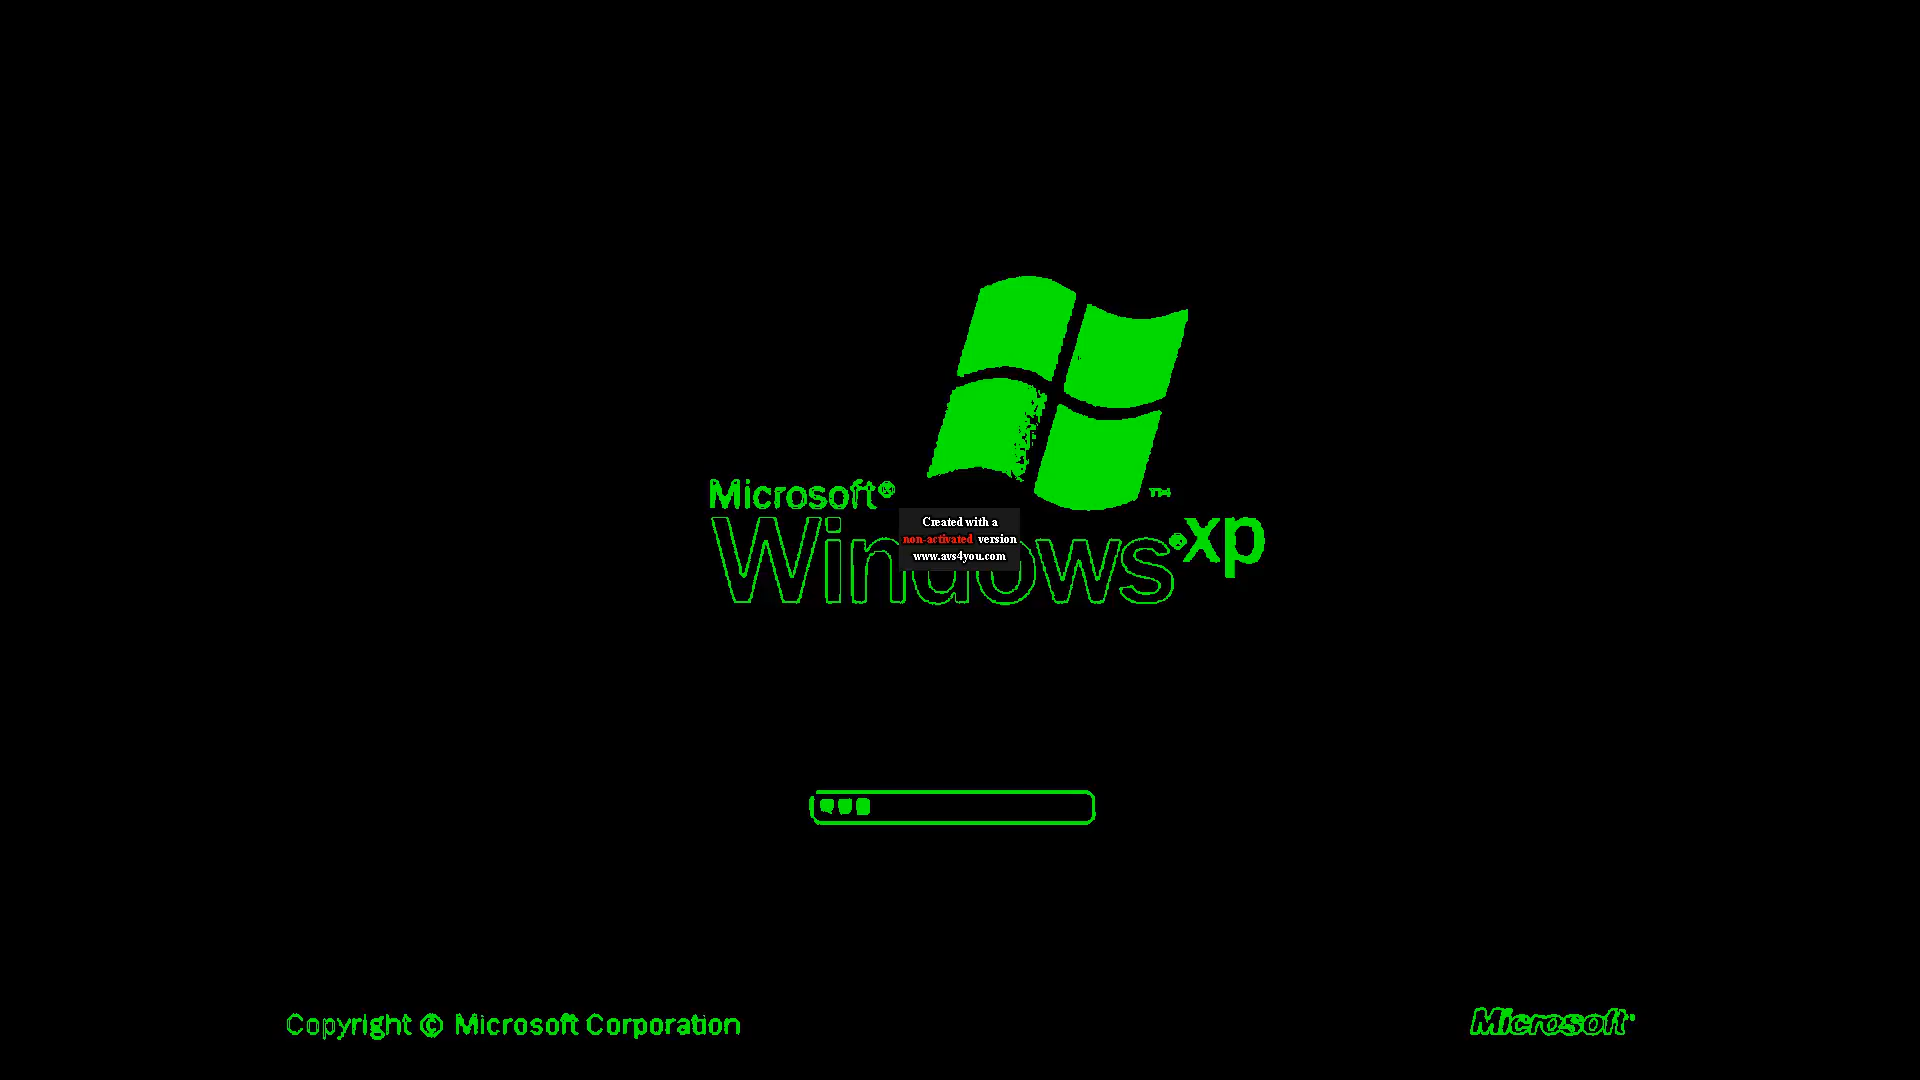 Microsoft®
Windows® xp
™
Created with a
non-activated version
www.avs4you.com
Copyright © Microsoft Corporation
Microsoft